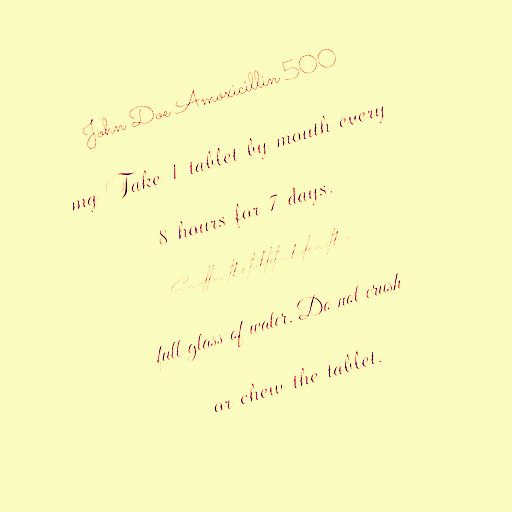 John Doe Amoxicillin 500
mg Take 1 tablet by mouth every
8 hours for 7 days.
full glass of water. Do not crush
or chew the tablet.